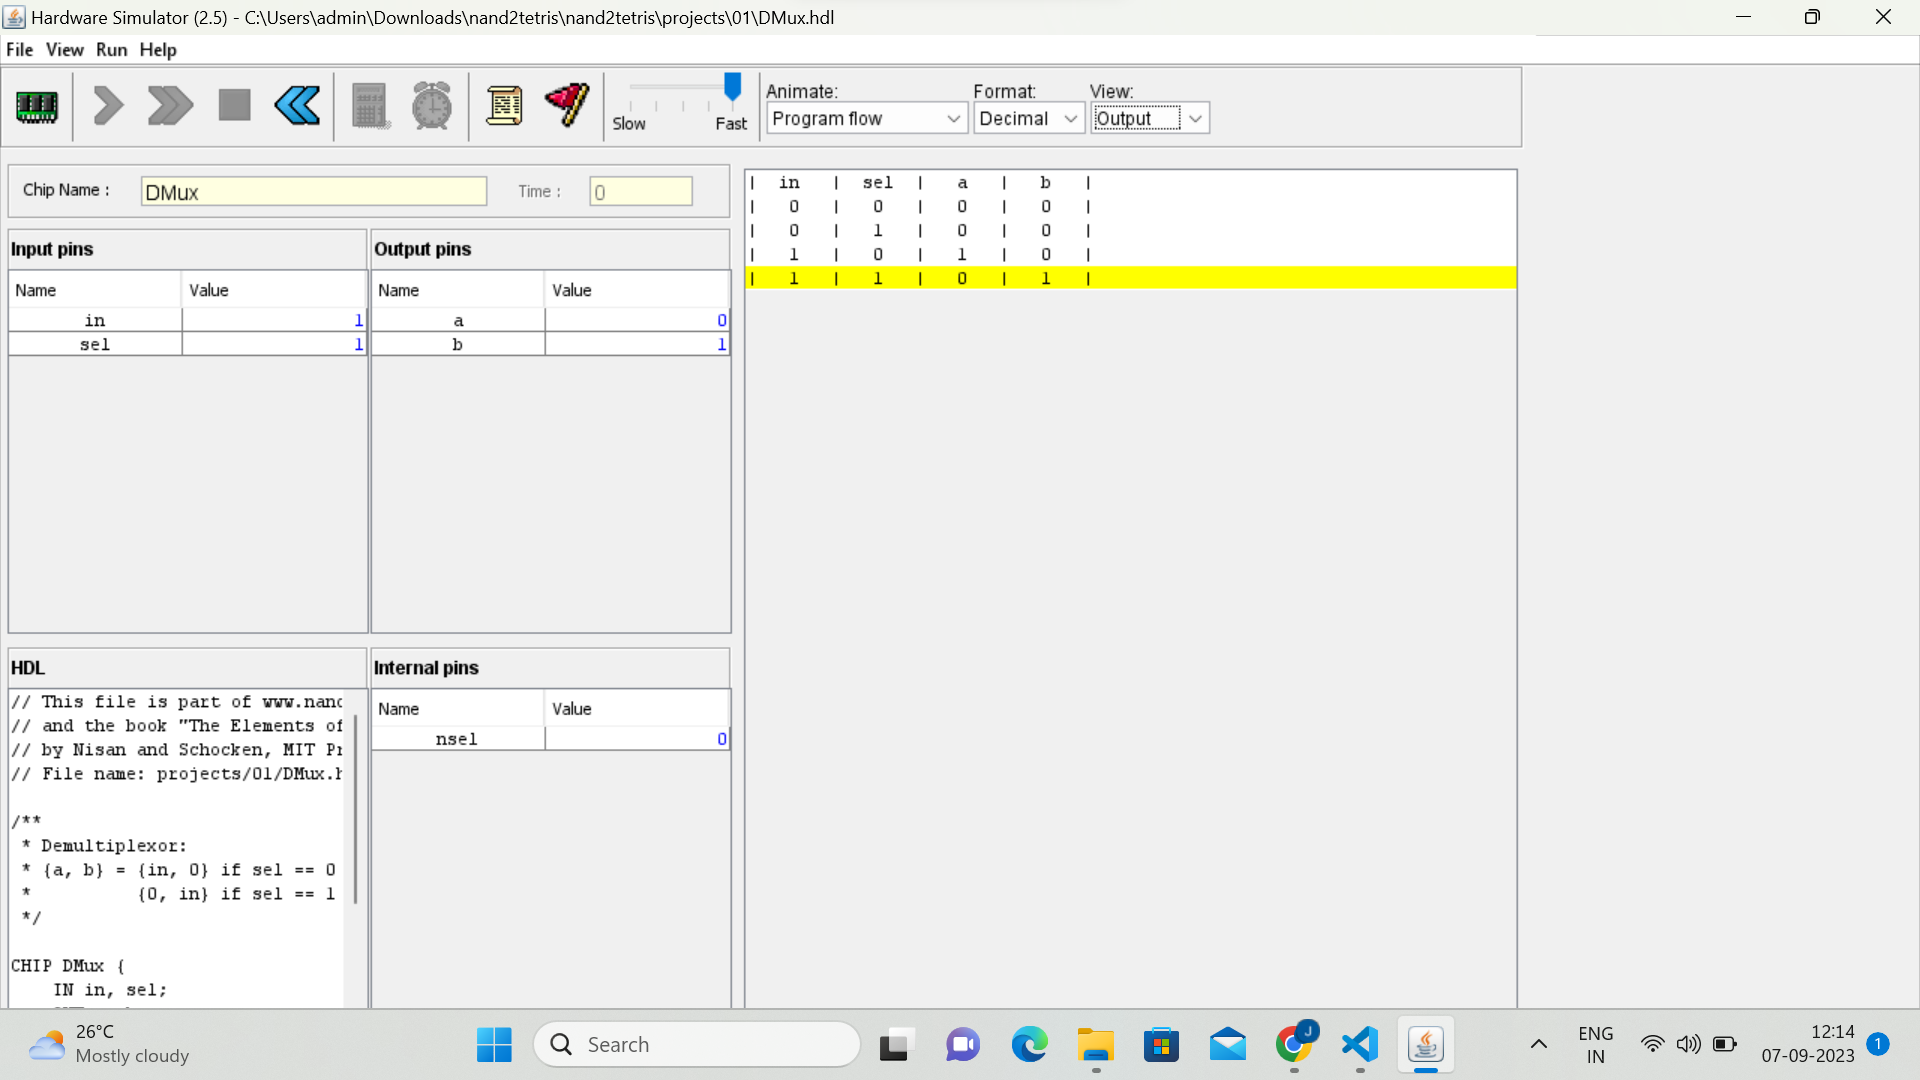 Hardware Simulator (2.5) - C:\Users\admin\Downloads\nand2tetris\nand2tetris\projects\01\DMux.hdl
File View Run Help
Slow Fast
Animate: Format: View:
Program flow Decimal Output
Chip Name : DMux Time : 0
Input pins
Name Value
in 1
sel 1
Output pins
Name Value
a 0
b 1
| in | sel | a | b |
| 0 | 0 | 0 | 0 |
| 0 | 1 | 0 | 0 |
| 1 | 0 | 1 | 0 |
| 1 | 1 | 0 | 1 |
HDL
// This file is part of www.nand
// and the book "The Elements of
// by Nisan and Schocken, MIT Pr
// File name: projects/01/DMux.h
/**
* Demultiplexor:
* {a, b} = {in, 0} if sel == 0
* {0, in} if sel == 1
*/
CHIP DMux {
IN in, sel;
Internal pins
Name Value
nsel 0
26°C
Mostly cloudy
Search
J
ENG
IN
12:14
07-09-2023
1